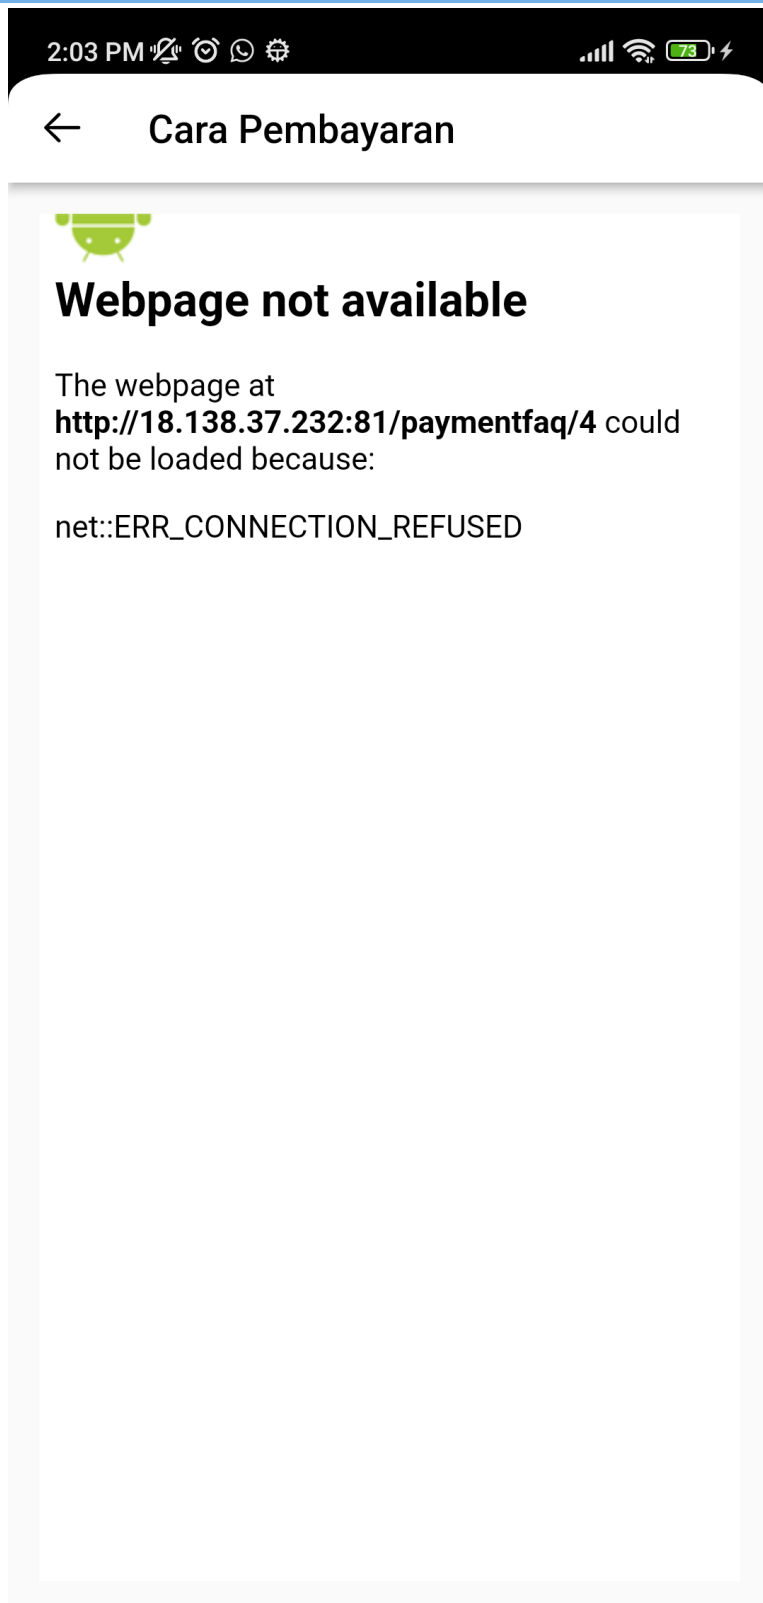 2:03 PM
73
Cara Pembayaran
Webpage not available
The webpage at
http://18.138.37.232:81/paymentfaq/4 could
not be loaded because:
net::ERR_CONNECTION_REFUSED